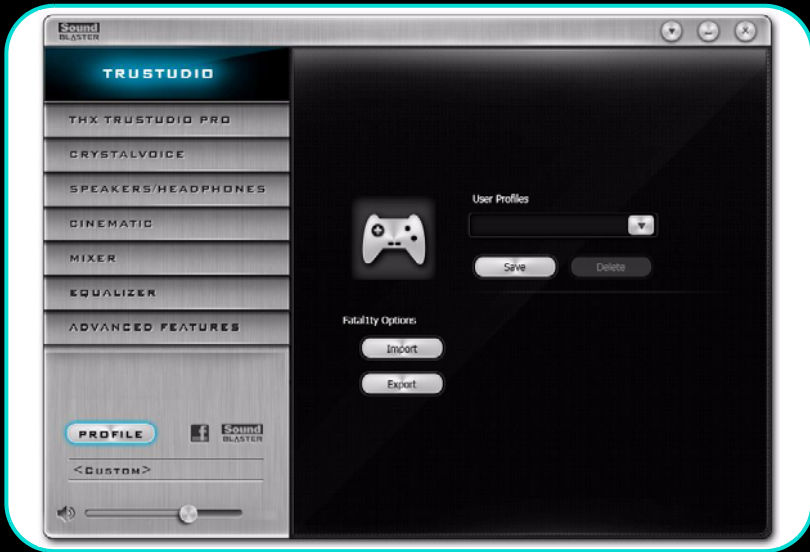 Sound
BLASTER
TRUSTUDIO
THX TRUSTUDIO PRO
CRYSTALVOICE
SPEAKERS/HEADPHONES
CINEMATIC
MIXER
EQUALIZER
ADVANCED FEATURES
PROFILE
f
Sound
BLASTER
<CUSTOM>
User Profiles
Save
Delete
Fatal1ty Options
Import
Export